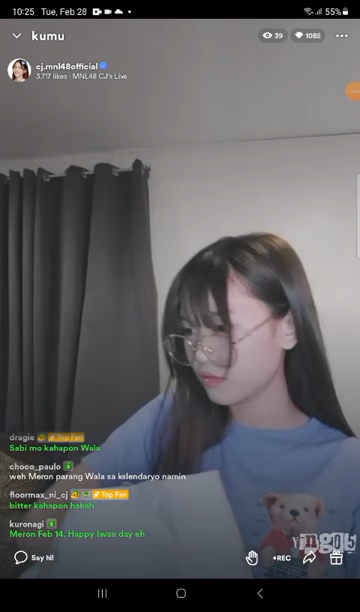 10:25 Tue, Feb 28 55%
kumu 39 1085
cj.mnl48official
3,717 likes • MNL48 CJ's Live
dragie Top Fan
Sabi mo kahapon Wala
choco_paulo
weh Meron parang Wala sa kslendaryo namin
floormax_ni_cj Top Fan
bitter kahapon hahah
kuronagi
Meron Feb 14. Happy Iwan day eh
Say hi! •REC